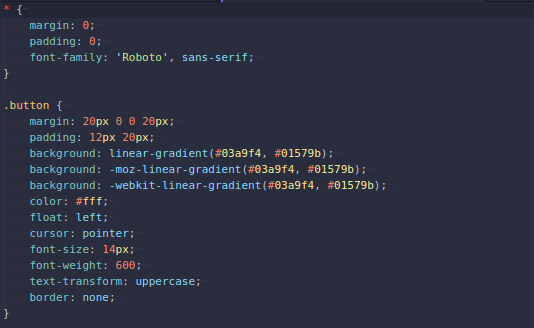 * {
    margin: 0;
    padding: 0;
    font-family: 'Roboto', sans-serif;
}

.button {
    margin: 20px 0 0 20px;
    padding: 12px 20px;
    background: linear-gradient(#03a9f4, #01579b);
    background: -moz-linear-gradient(#03a9f4, #01579b);
    background: -webkit-linear-gradient(#03a9f4, #01579b);
    color: #fff;
    float: left;
    cursor: pointer;
    font-size: 14px;
    font-weight: 600;
    text-transform: uppercase;
    border: none;
}